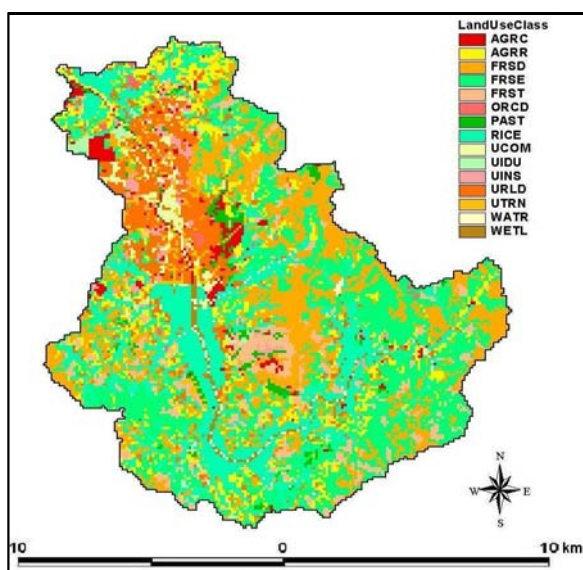 LandUseClass
AGRC
AGRR
FRSD
FRSE
FRST
ORCD
PAST
RICE
UCOM
UIDU
UINS
URLD
UTRN
WATR
WETL
N
W E
S
10 0 10 km